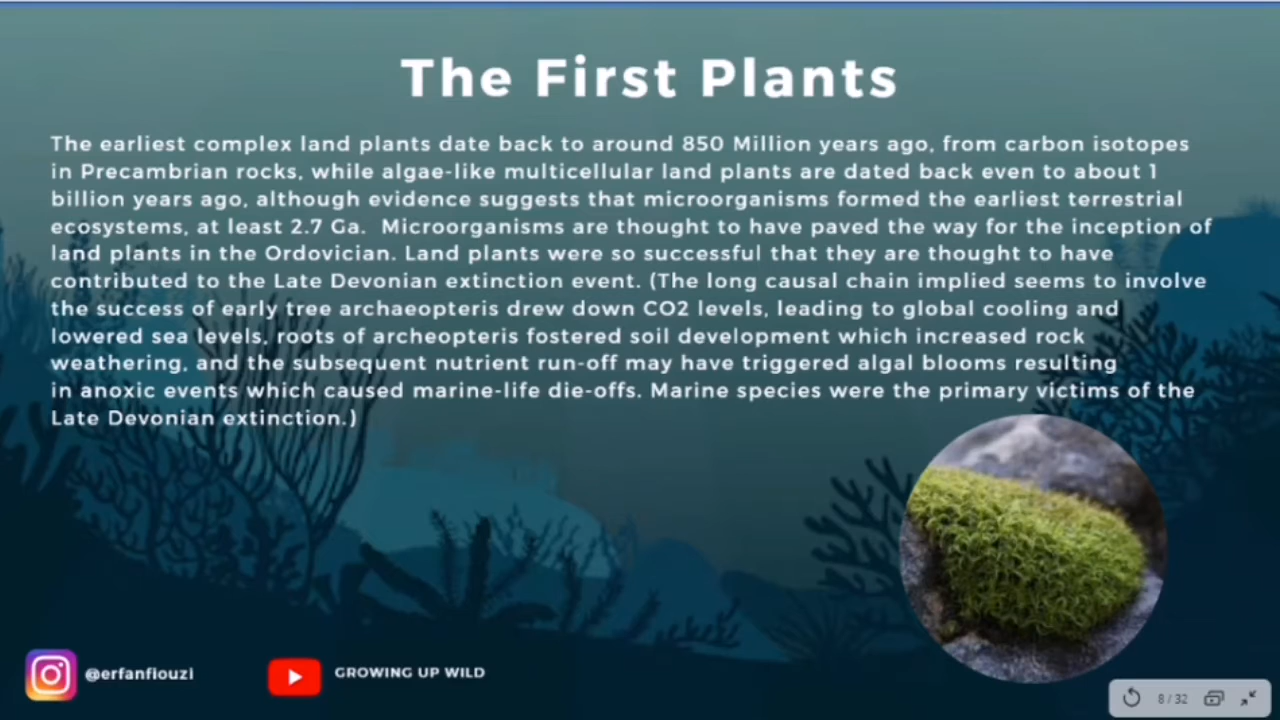 The First Plants
The earliest complex land plants date back to around 850 Million years ago, from carbon isotopes
in Precambrian rocks, while algae-like multicellular land plants are dated back even to about 1
billion years ago, although evidence suggests that microorganisms formed the earliest terrestrial
ecosystems, at least 2.7 Ga.  Microorganisms are thought to have paved the way for the inception of
land plants in the Ordovician. Land plants were so successful that they are thought to have
contributed to the Late Devonian extinction event. (The long causal chain implied seems to involve
the success of early tree archaeopteris drew down CO2 levels, leading to global cooling and
lowered sea levels, roots of archeopteris fostered soil development which increased rock
weathering, and the subsequent nutrient run-off may have triggered algal blooms resulting
in anoxic events which caused marine-life die-offs. Marine species were the primary victims of the
Late Devonian extinction.)
@erfanflouzi
GROWING UP WILD
8 / 32